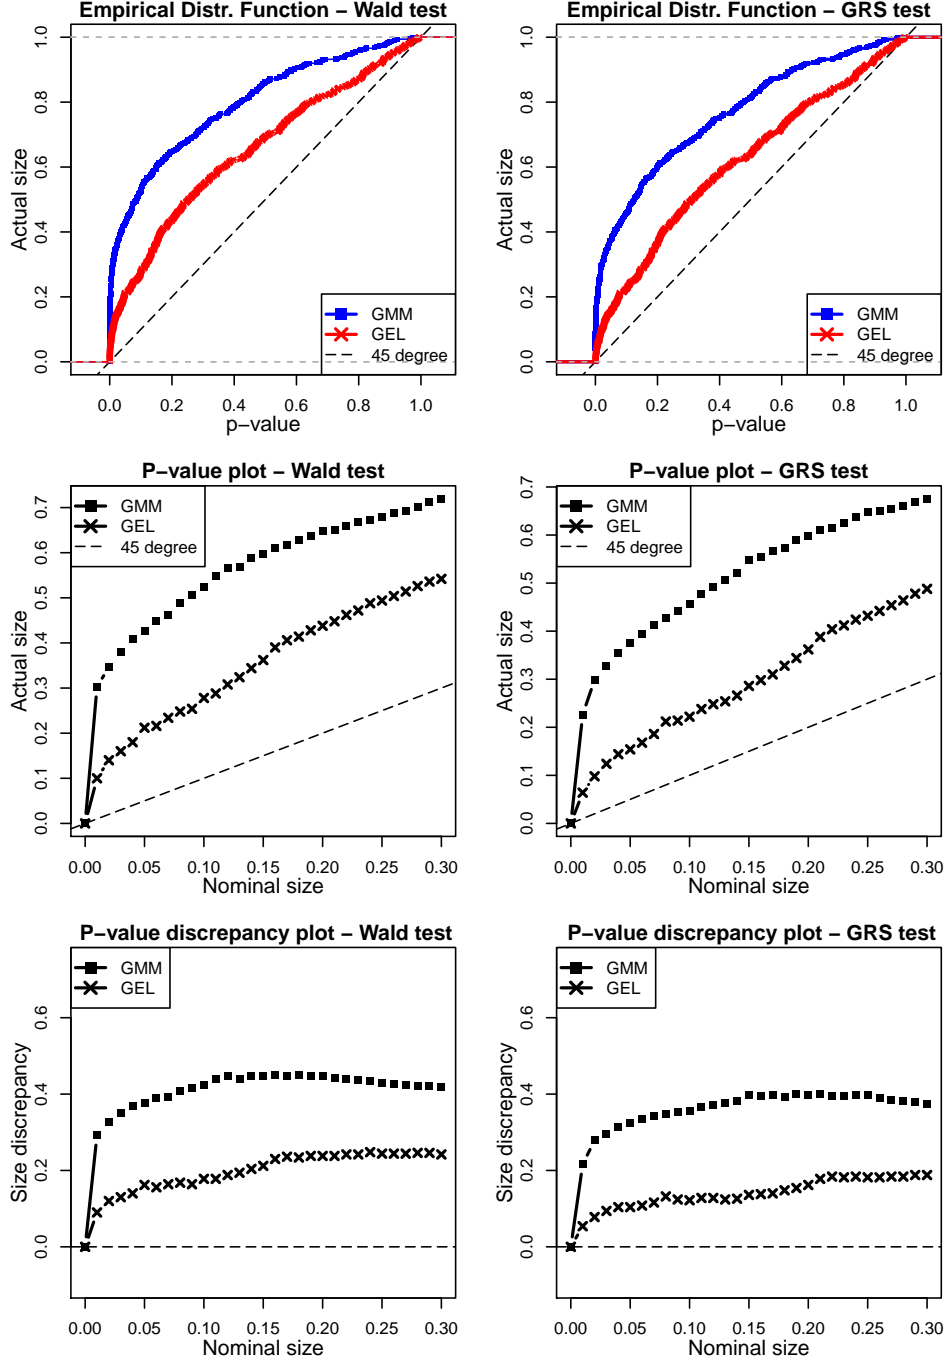 Empirical Distr. Function – Wald test
Actual size
0.0 0.2 0.4 0.6 0.8 1.0
GMM
GEL
45 degree
0.0 0.2 0.4 0.6 0.8 1.0
p–value
Empirical Distr. Function – GRS test
Actual size
0.0 0.2 0.4 0.6 0.8 1.0
GMM
GEL
45 degree
0.0 0.2 0.4 0.6 0.8 1.0
p–value
P–value plot – Wald test
Actual size
0.0 0.1 0.2 0.3 0.4 0.5 0.6 0.7
GMM
GEL
45 degree
0.00 0.05 0.10 0.15 0.20 0.25 0.30
Nominal size
P–value plot – GRS test
Actual size
0.0 0.1 0.2 0.3 0.4 0.5 0.6 0.7
GMM
GEL
45 degree
0.00 0.05 0.10 0.15 0.20 0.25 0.30
Nominal size
P–value discrepancy plot – Wald test
Size discrepancy
0.0 0.2 0.4 0.6
GMM
GEL
0.00 0.05 0.10 0.15 0.20 0.25 0.30
Nominal size
P–value discrepancy plot – GRS test
Size discrepancy
0.0 0.2 0.4 0.6
GMM
GEL
0.00 0.05 0.10 0.15 0.20 0.25 0.30
Nominal size